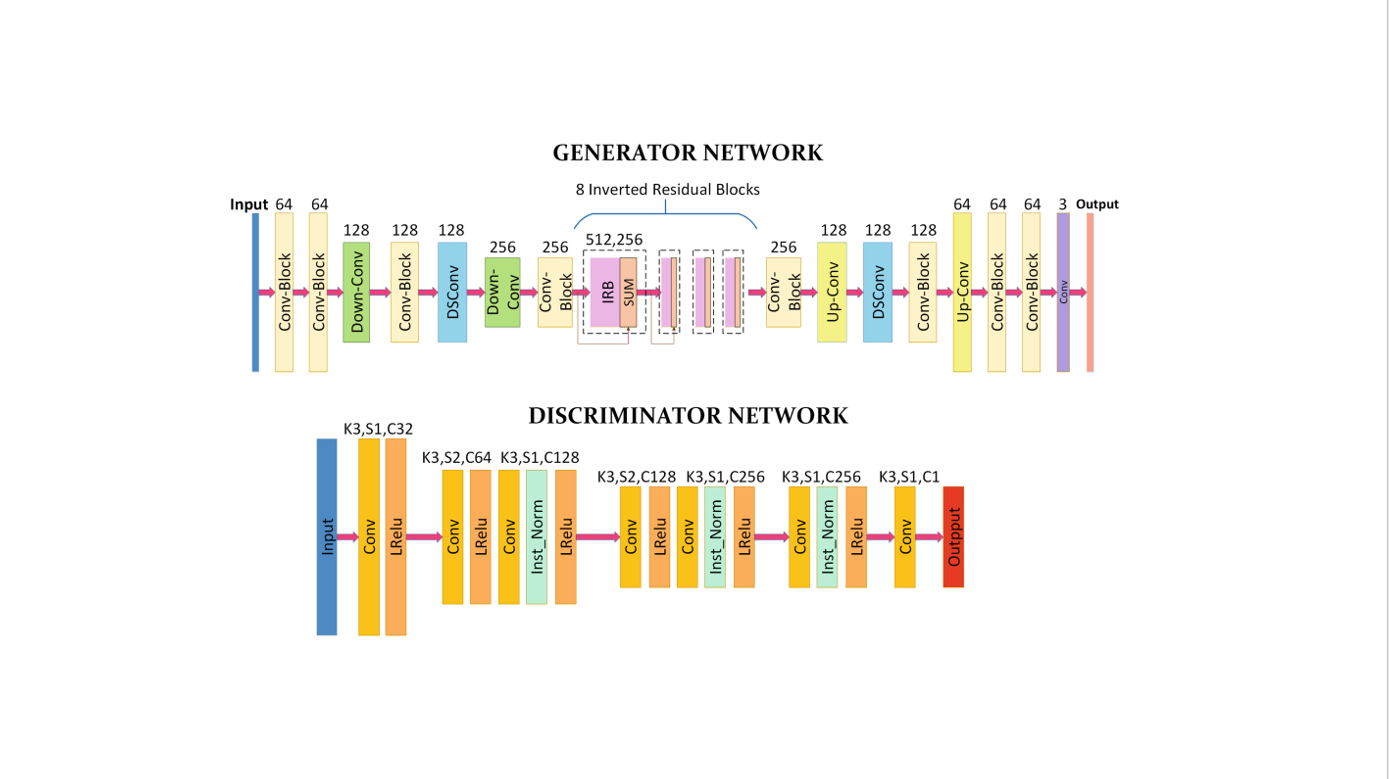 GENERATOR NETWORK
8 Inverted Residual Blocks
Input 64 64 128 128 128 256 256 512,256 256 128 128 128 64 64 64 3 Output
Conv-Block
Conv-Block
Down-Conv
Conv-Block
DSConv
Down-
Conv
Conv-
Block
IRB
SUM
Conv-
Block
Up-Conv
DSConv
Conv-Block
Up-Conv
Conv-Block
Conv-Block
Conv
DISCRIMINATOR NETWORK
K3,S1,C32
K3,S2,C64 K3,S1,C128
K3,S2,C128 K3,S1,C256 K3,S1,C256 K3,S1,C1
Input
Conv
LRelu
Conv
LRelu
Conv
Inst_Norm
LRelu
Conv
LRelu
Conv
Inst_Norm
LRelu
Conv
Inst_Norm
LRelu
Conv
Outpput